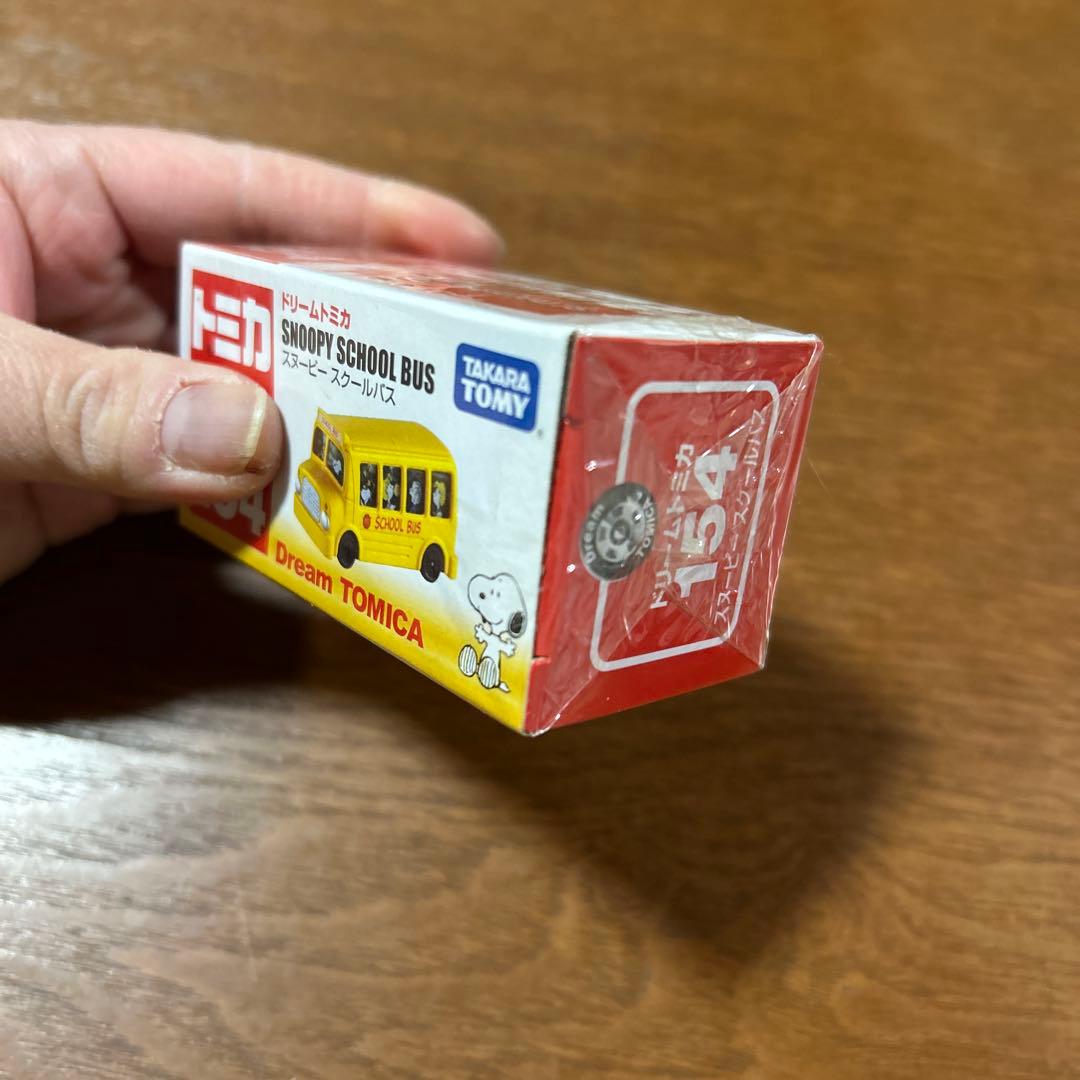 トミカ
ドリームトミカ
SNOOPY SCHOOL BUS
スヌーピー スクールバス
TAKARA
TOMY
SCHOOL BUS
Dream TOMICA
Dream
TOMICA
ドリームトミカ
154
スヌーピー スクールバス